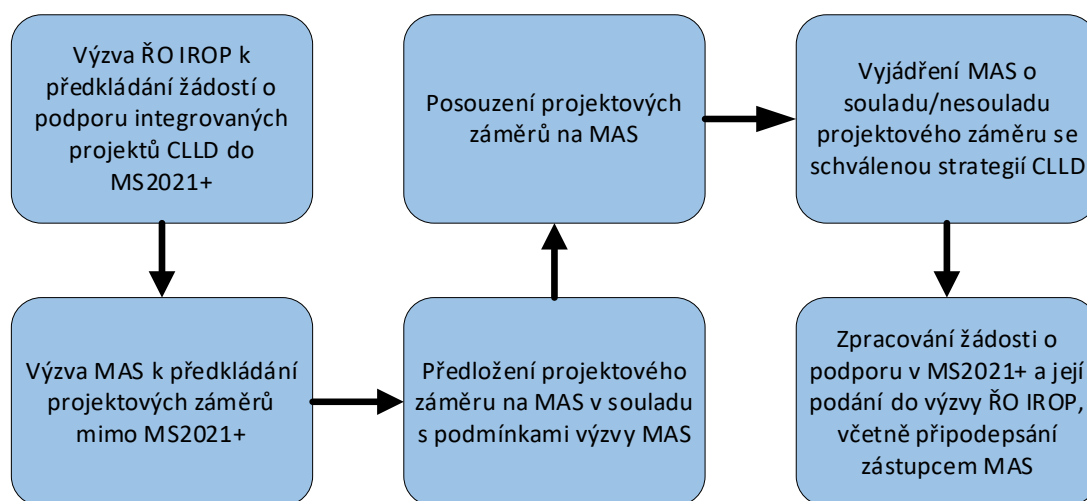 Výzva ŘO IROP k
předkládání žádostí o
podporu integrovaných
projektů CLLD do
MS2021+
Výzva MAS k předkládání
projektových záměrů
mimo MS2021+
Předložení projektového
záměru na MAS v souladu
s podmínkami výzvy MAS
Posouzení projektových
záměrů na MAS
Vyjádření MAS o
souladu/nesouladu
projektového záměru se
schválenou strategií CLLD
Zpracování žádosti o
podporu v MS2021+ a její
podání do výzvy ŘO IROP,
včetně připodepsání
zástupcem MAS